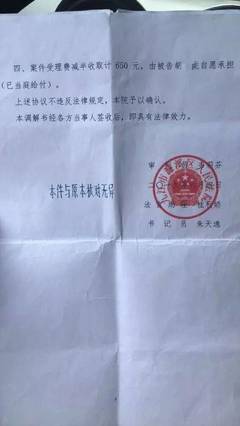 四、案件受理费减半收取计 650 元，由被告 自愿承担
（已当庭给付）。
上述协议不违反法律规定，本院予以确认。
本调解书经各方当事人签收后，即具有法律效力。
审
本件与原本核对无异
法
书 记 员 朱天逸